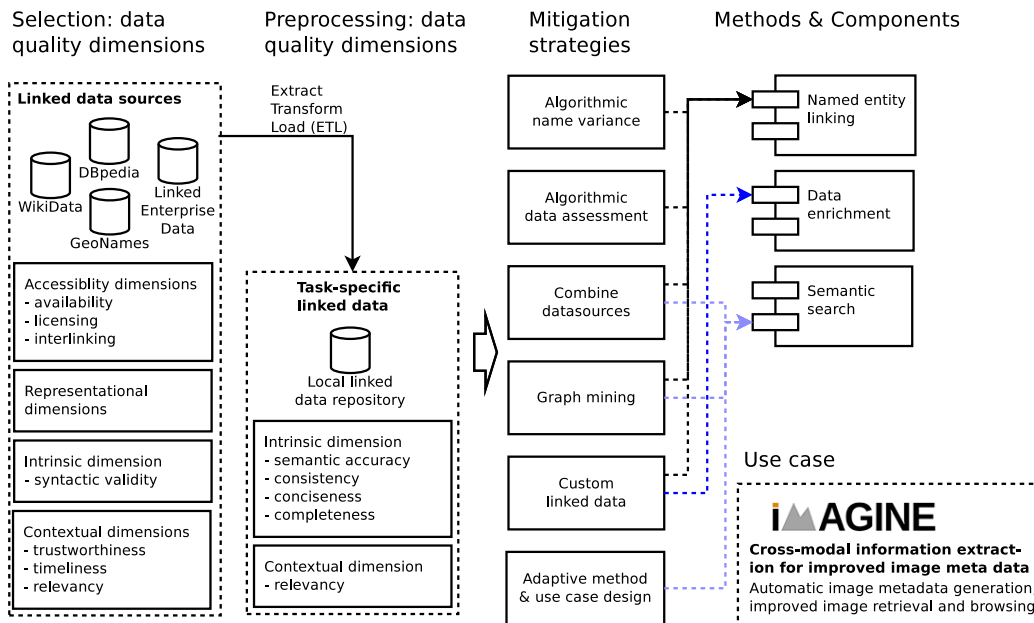 Selection: data
quality dimensions
Linked data sources
DBpedia
WikiData
Linked
Enterprise
Data
GeoNames
Accessiblity dimensions
- availability
- licensing
- interlinking
Representational
dimensions
Intrinsic dimension
- syntactic validity
Contextual dimensions
- trustworthiness
- timeliness
- relevancy
Preprocessing: data
quality dimensions
Extract
Transform
Load (ETL)
Task-specific
linked data
Local linked
data repository
Intrinsic dimension
- semantic accuracy
- consistency
- conciseness
- completeness
Contextual dimension
- relevancy
Mitigation
strategies
Algorithmic
name variance
Algorithmic
data assessment
Combine
datasources
Graph mining
Custom
linked data
Adaptive method
& use case design
Methods & Components
Named entity
linking
Data
enrichment
Semantic
search
Use case
iMAGINE
Cross-modal information extract-
ion for improved image meta data
Automatic image metadata generation,
improved image retrieval and browsing